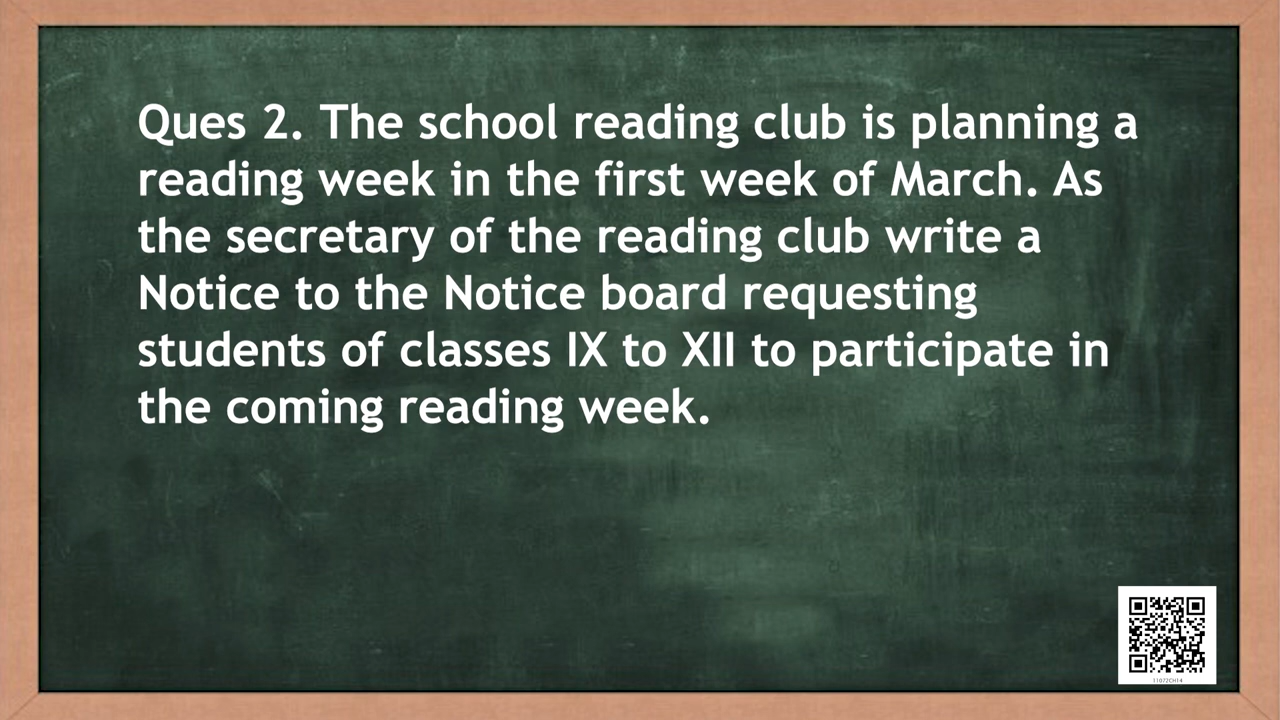 Ques 2. The school reading club is planning a
reading week in the first week of March. As
the secretary of the reading club write a
Notice to the Notice board requesting
students of classes IX to XII to participate in
the coming reading week.
11072CH14